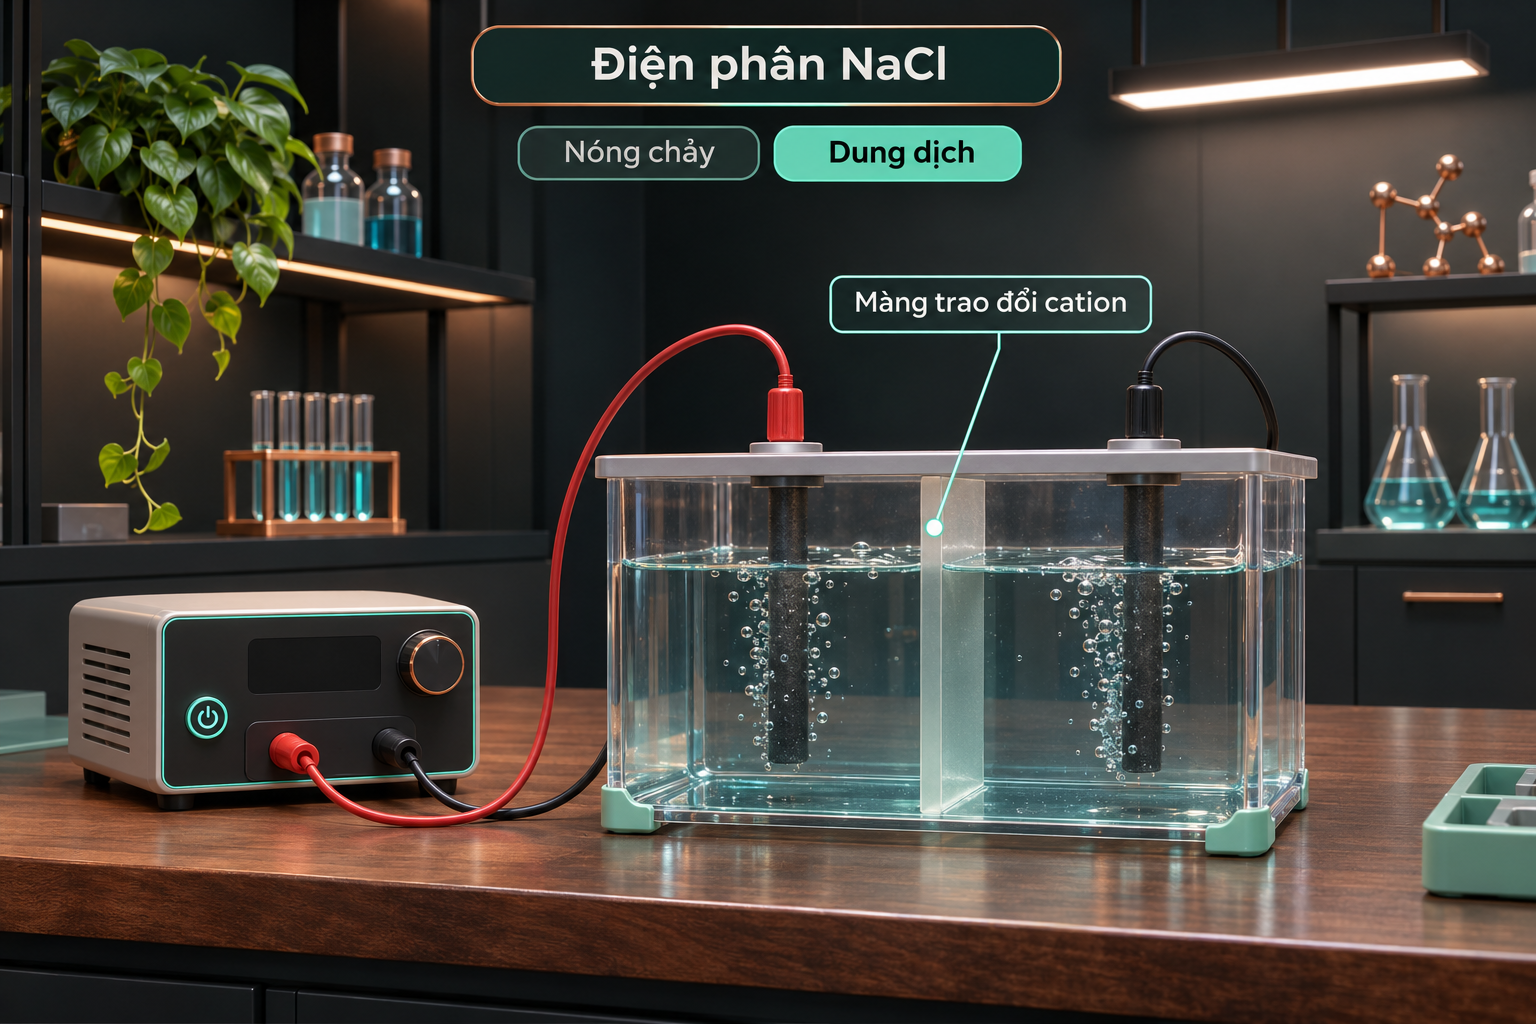 Điện phân NaCl
Nóng chảy
Dung dịch
Màng trao đổi cation